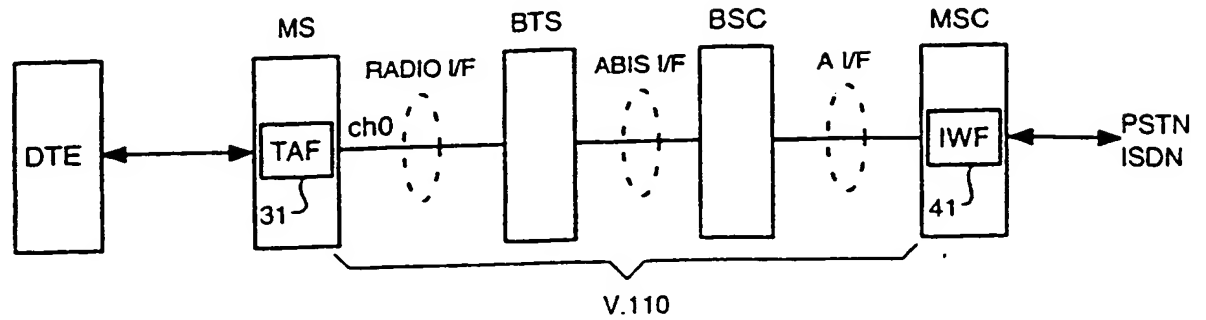 MS
BTS
BSC
MSC
RADIO I/F
ABIS I/F
A I/F
DTE
TAF
ch0
IWF
PSTN
ISDN
31
41
V.110